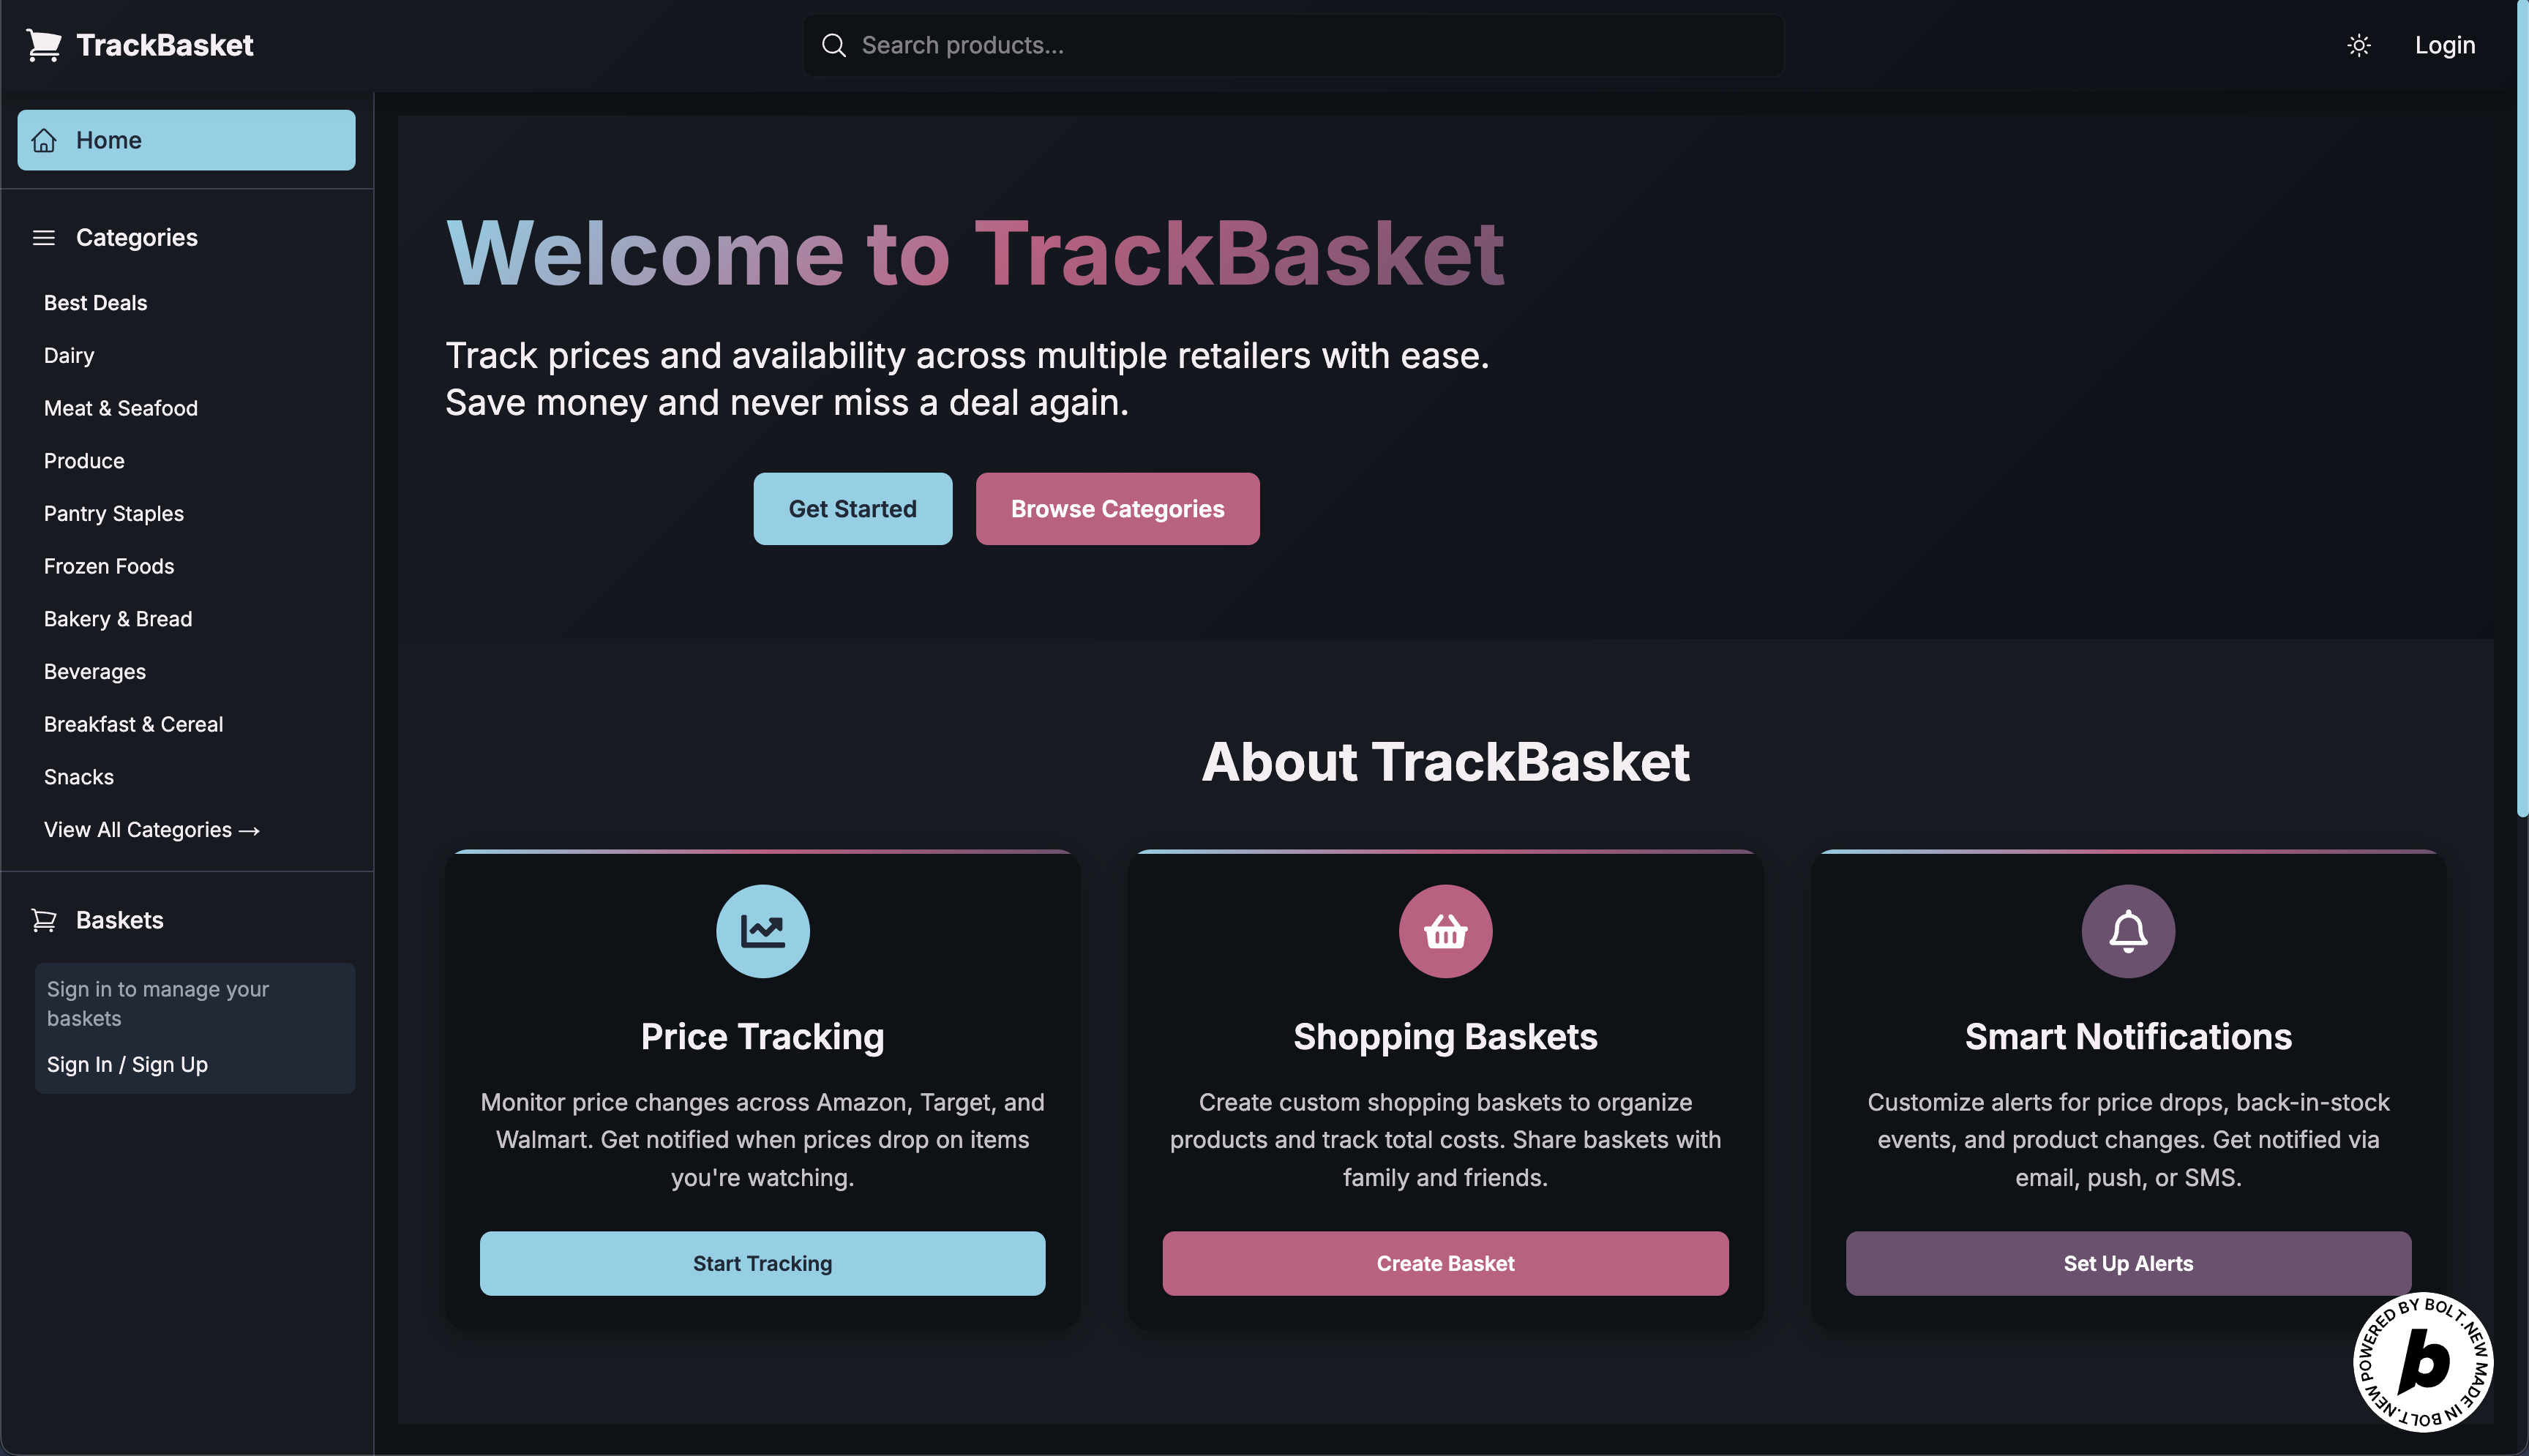 TrackBasket
Search products...
Login
Home
Categories
Best Deals
Dairy
Meat & Seafood
Produce
Pantry Staples
Frozen Foods
Bakery & Bread
Beverages
Breakfast & Cereal
Snacks
View All Categories →
Baskets
Sign in to manage your
baskets
Sign In / Sign Up
Welcome to TrackBasket
Track prices and availability across multiple retailers with ease.
Save money and never miss a deal again.
Get Started
Browse Categories
About TrackBasket
Price Tracking
Monitor price changes across Amazon, Target, and
Walmart. Get notified when prices drop on items
you're watching.
Start Tracking
Shopping Baskets
Create custom shopping baskets to organize
products and track total costs. Share baskets with
family and friends.
Create Basket
Smart Notifications
Customize alerts for price drops, back-in-stock
events, and product changes. Get notified via
email, push, or SMS.
Set Up Alerts
POWERED BY BOLT.NEW MADE IN BOLT.NEW
b